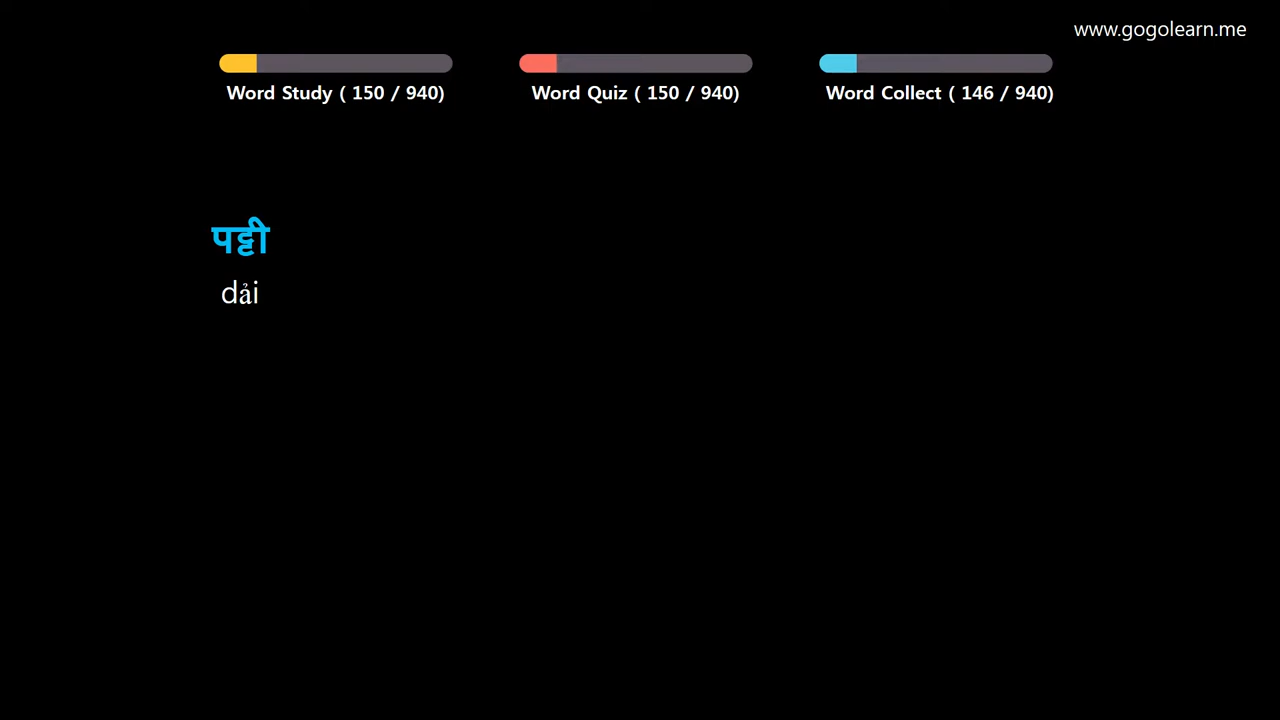 www.gogolearn.me
Word Study ( 150 / 940)
Word Quiz ( 150 / 940)
Word Collect ( 146 / 940)
पट्टी
dải